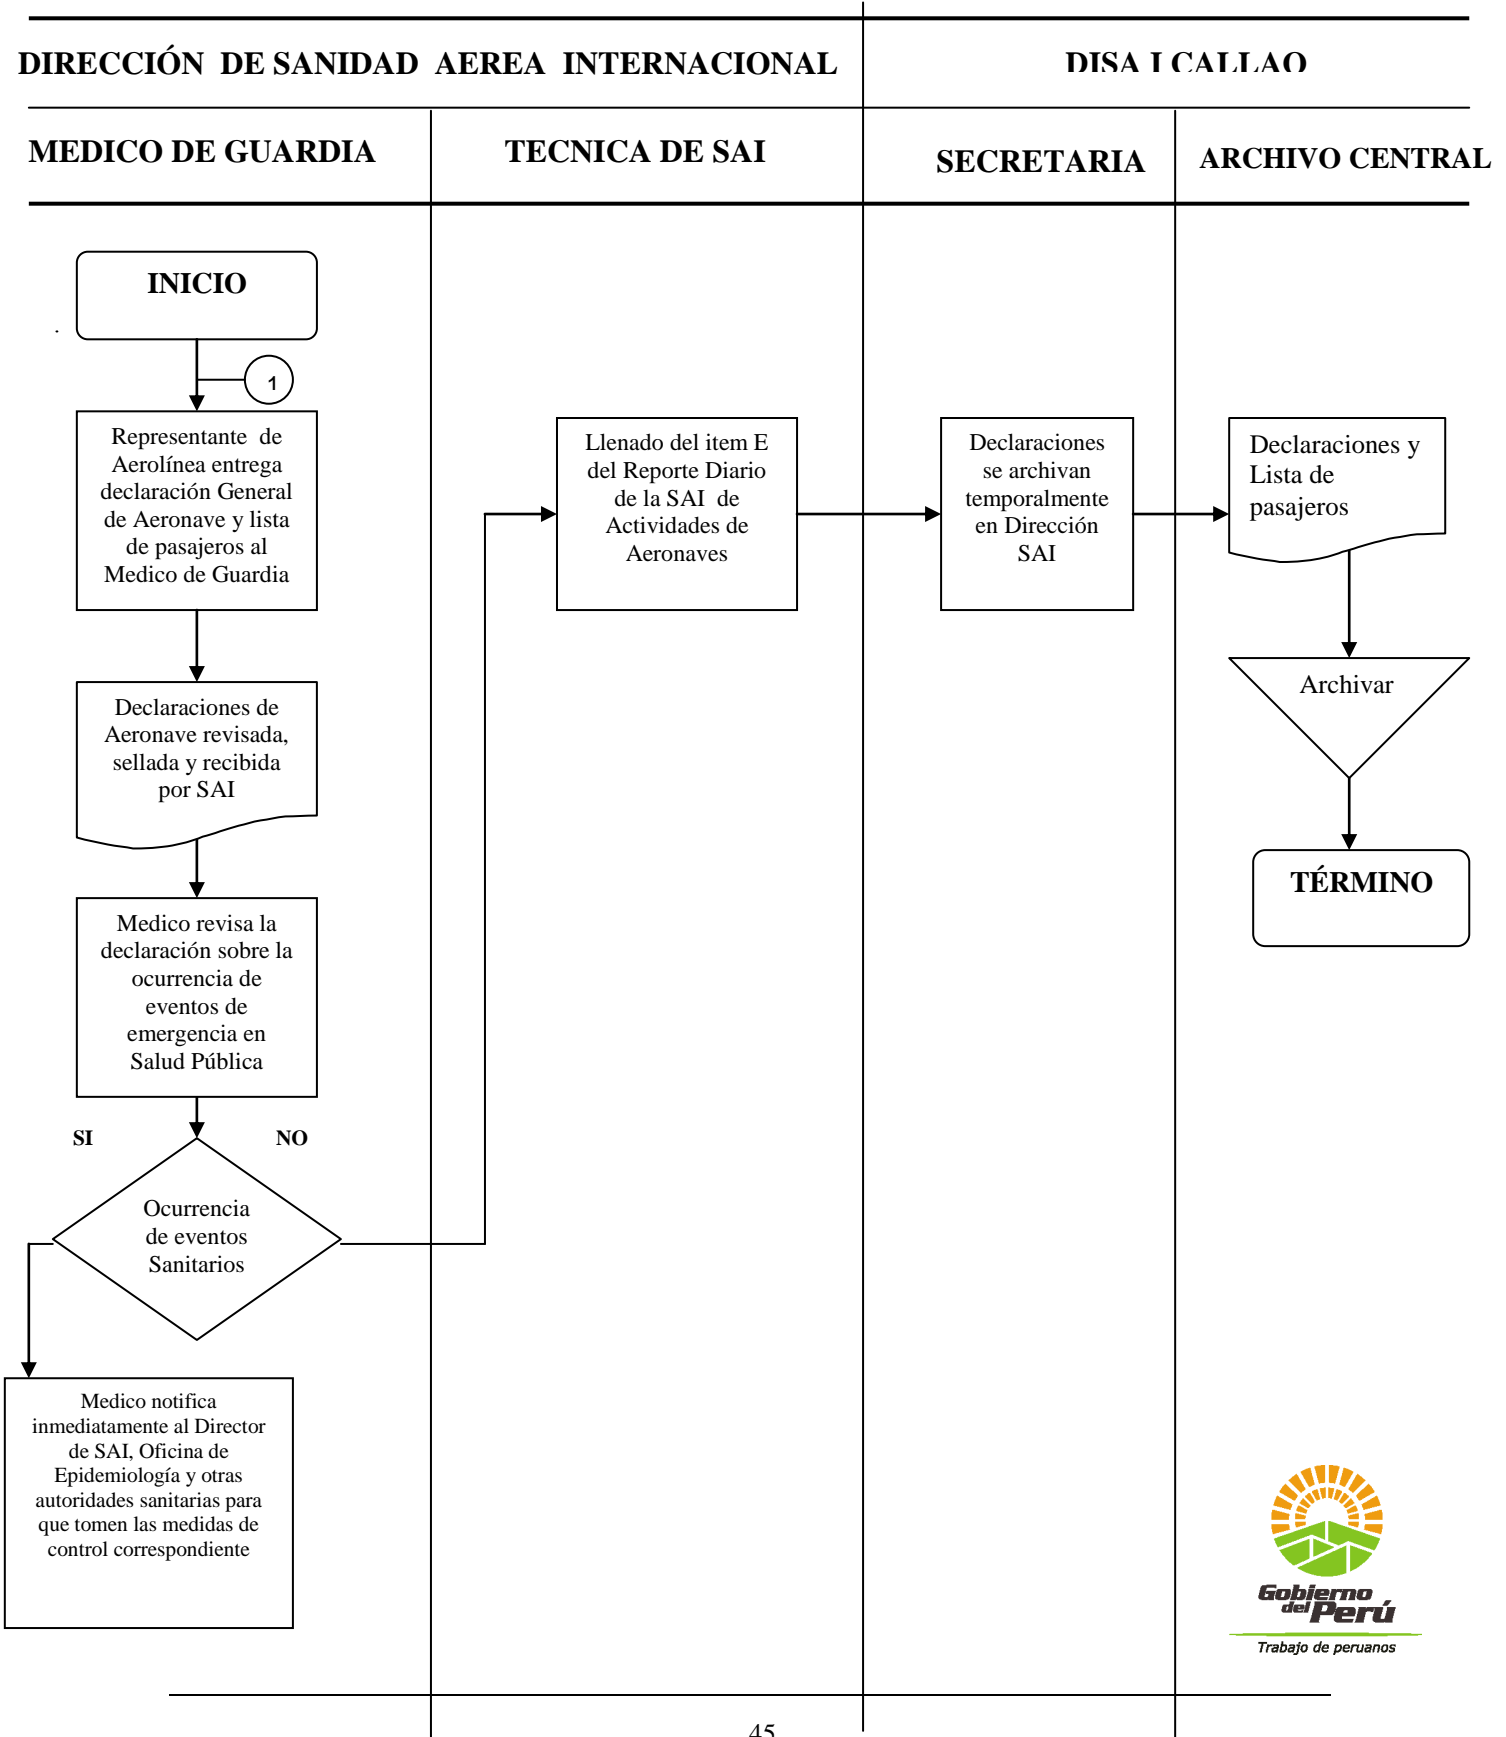 DIRECCIÓN DE SANIDAD AEREA INTERNACIONAL
DISA I CALLAO
MEDICO DE GUARDIA
TECNICA DE SAI
SECRETARIA
ARCHIVO CENTRAL
INICIO
1
Representante de
Aerolínea entrega
declaración General
de Aeronave y lista
de pasajeros al
Medico de Guardia
Declaraciones de
Aeronave revisada,
sellada y recibida
por SAI
Medico revisa la
declaración sobre la
ocurrencia de
eventos de
emergencia en
Salud Pública
SI
NO
Ocurrencia
de eventos
Sanitarios
Medico notifica
inmediatamente al Director
de SAI, Oficina de
Epidemiología y otras
autoridades sanitarias para
que tomen las medidas de
control correspondiente
Llenado del item E
del Reporte Diario
de la SAI de
Actividades de
Aeronaves
Declaraciones
se archivan
temporalmente
en Dirección
SAI
Declaraciones y
Lista de
pasajeros
Archivar
TÉRMINO
Gobierno
del Perú
Trabajo de peruanos
45